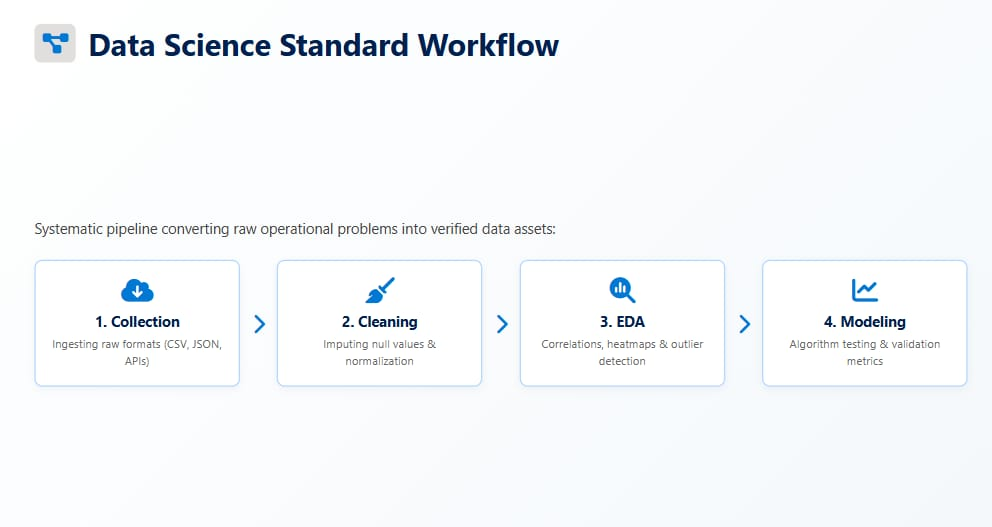 Data Science Standard Workflow
Systematic pipeline converting raw operational problems into verified data assets:
1. Collection
Ingesting raw formats (CSV, JSON,
APIs)
2. Cleaning
Imputing null values &
normalization
3. EDA
Correlations, heatmaps & outlier
detection
4. Modeling
Algorithm testing & validation
metrics